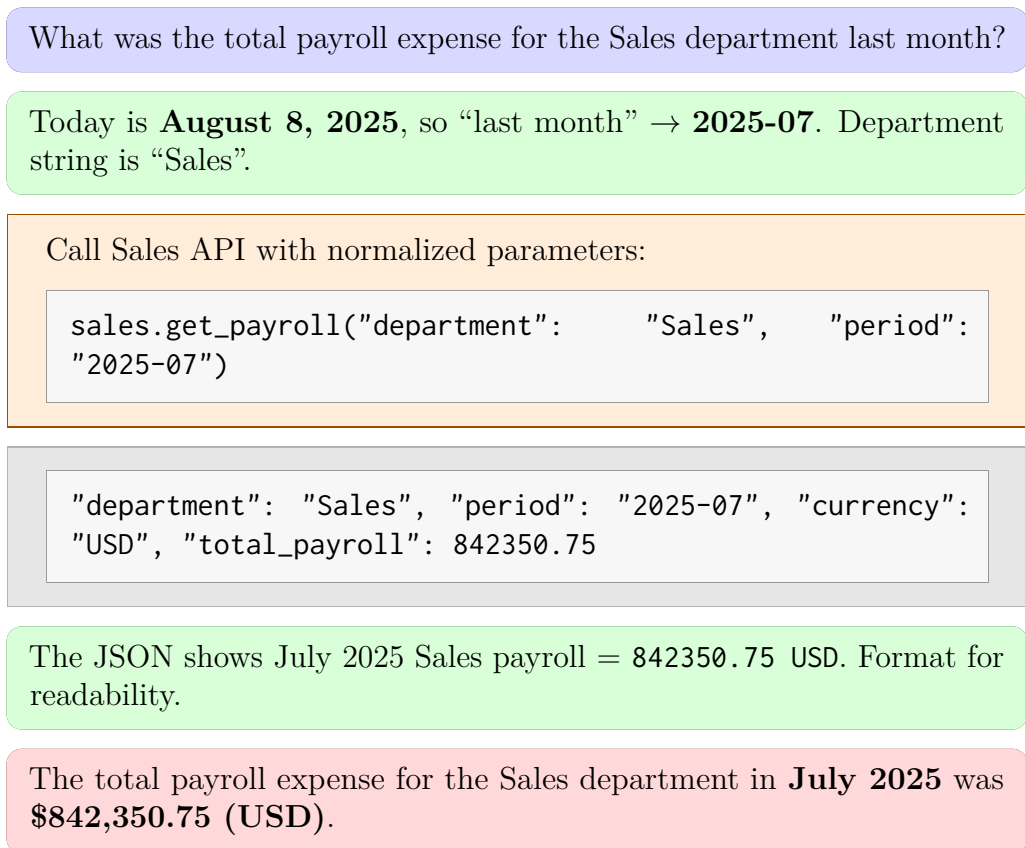 What was the total payroll expense for the Sales department last month?
Today is August 8, 2025, so “last month” → 2025-07. Department
string is “Sales”.
Call Sales API with normalized parameters:
sales.get_payroll("department": "Sales", "period":
"2025-07")
"department": "Sales", "period": "2025-07", "currency":
"USD", "total_payroll": 842350.75
The JSON shows July 2025 Sales payroll = 842350.75 USD. Format for
readability.
The total payroll expense for the Sales department in July 2025 was
$842,350.75 (USD).